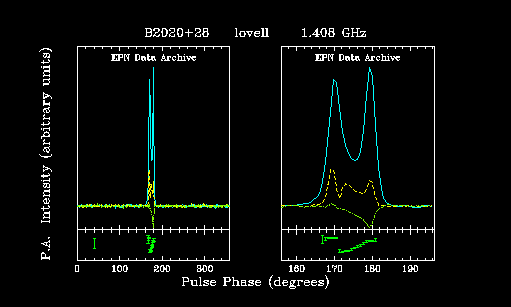 B2020+28 lovell 1.408 GHz
EPN Data Archive
EPN Data Archive
P.A. Intensity (arbitrary units)
0 100 200 300
160 170 180 190
Pulse Phase (degrees)